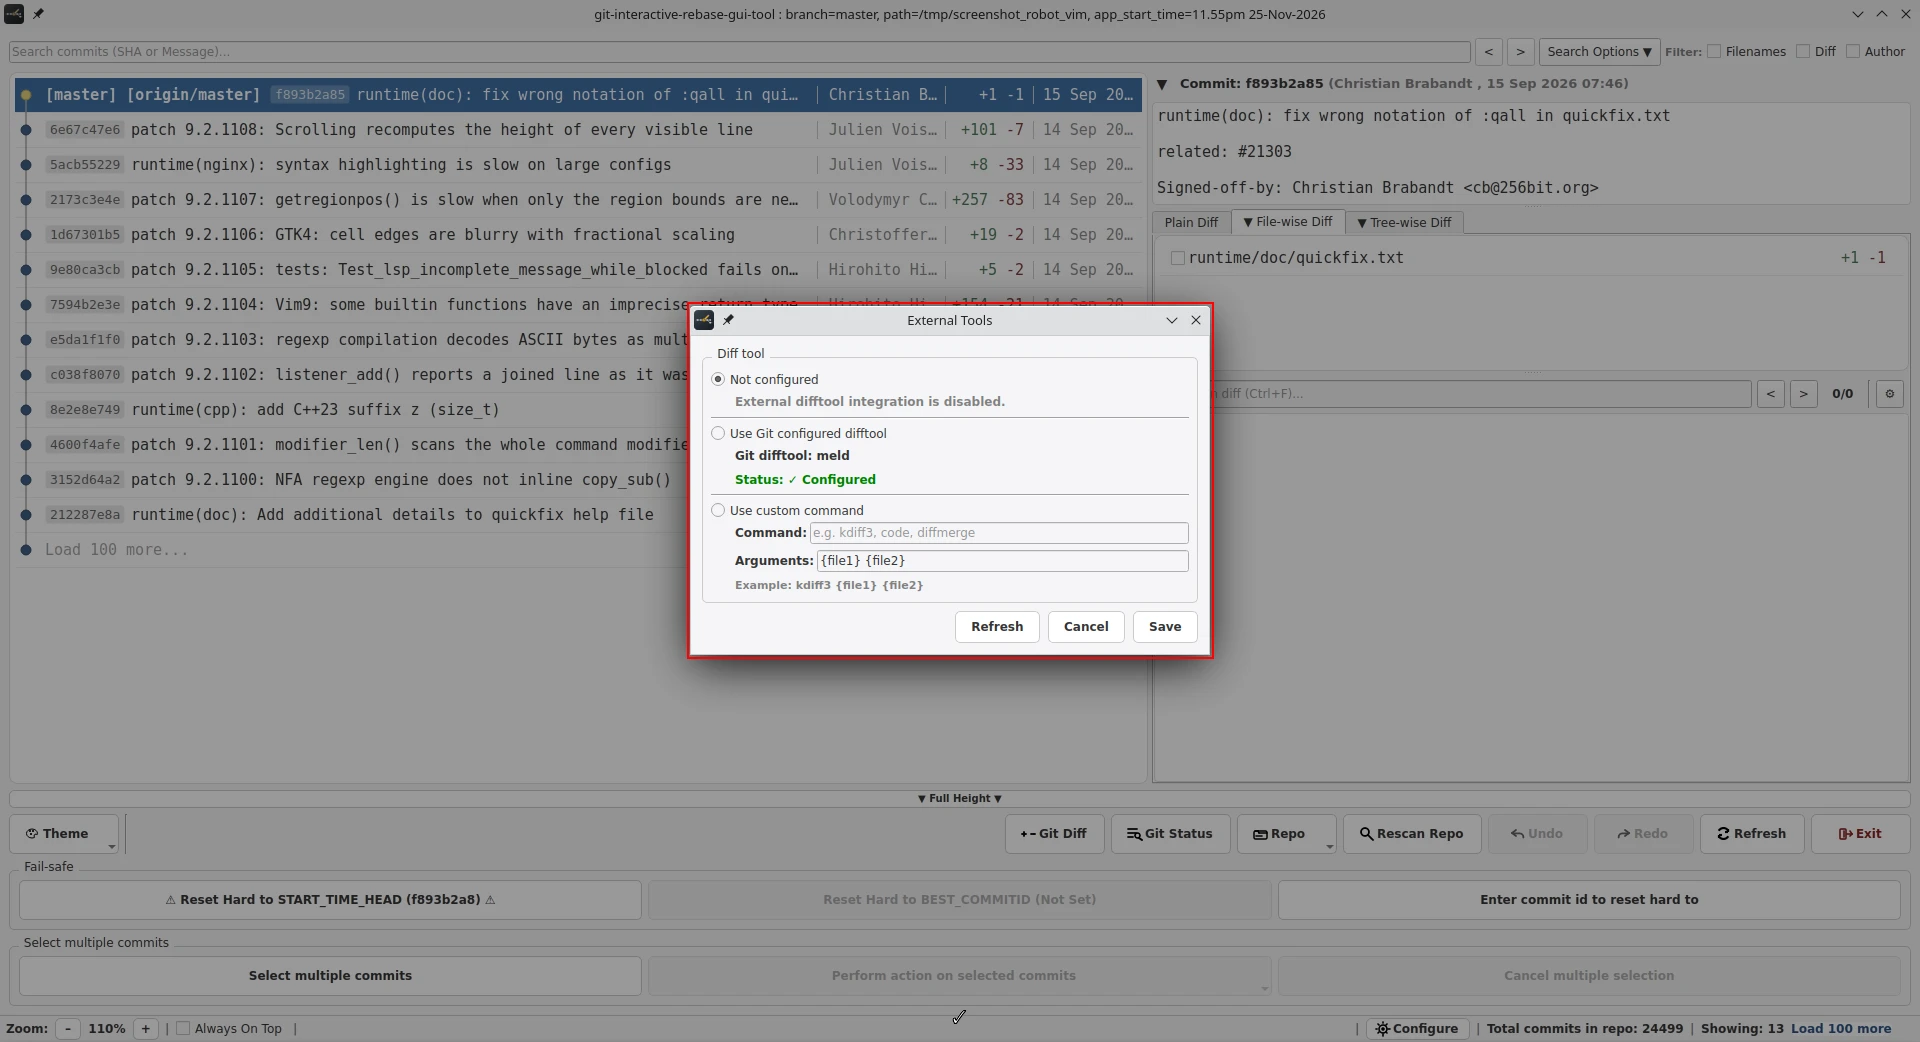 git-interactive-rebase-gui-tool : branch=master, path=/tmp/screenshot_robot_vim, app_start_time=11.55pm 25-Nov-2026
Search commits (SHA or Message)...
< > Search Options ▼ Filter: Filenames Diff Author
[master] [origin/master] f893b2a85 runtime(doc): fix wrong notation of :qall in qui… Christian B… +1 -1 15 Sep 20…
6e67c47e6 patch 9.2.1108: Scrolling recomputes the height of every visible line Julien Vois… +101 -7 14 Sep 20…
5acb55229 runtime(nginx): syntax highlighting is slow on large configs Julien Vois… +8 -33 14 Sep 20…
2173c3e4e patch 9.2.1107: getregionpos() is slow when only the region bounds are ne… Volodymyr C… +257 -83 14 Sep 20…
1d67301b5 patch 9.2.1106: GTK4: cell edges are blurry with fractional scaling Christoffer… +19 -2 14 Sep 20…
9e80ca3cb patch 9.2.1105: tests: Test_lsp_incomplete_message_while_blocked fails on… Hirohito Hi… +5 -2 14 Sep 20…
7594b2e3e patch 9.2.1104: Vim9: some builtin functions have an imprecise return type Hirohito Hi… +154 -21 14 Sep 20…
e5da1f1f0 patch 9.2.1103: regexp compilation decodes ASCII bytes as mult
c038f8070 patch 9.2.1102: listener_add() reports a joined line as it was
8e2e8e749 runtime(cpp): add C++23 suffix z (size_t)
4600f4afe patch 9.2.1101: modifier_len() scans the whole command modifie
3152d64a2 patch 9.2.1100: NFA regexp engine does not inline copy_sub()
212287e8a runtime(doc): Add additional details to quickfix help file
Load 100 more...
▼ Commit: f893b2a85 (Christian Brabandt , 15 Sep 2026 07:46)
runtime(doc): fix wrong notation of :qall in quickfix.txt
related: #21303
Signed-off-by: Christian Brabandt <cb@256bit.org>
Plain Diff ▼ File-wise Diff ▼ Tree-wise Diff
runtime/doc/quickfix.txt +1 -1
diff (Ctrl+F)... < > 0/0
External Tools
Diff tool
Not configured
External difftool integration is disabled.
Use Git configured difftool
Git difftool: meld
Status: ✓ Configured
Use custom command
Command: e.g. kdiff3, code, diffmerge
Arguments: {file1} {file2}
Example: kdiff3 {file1} {file2}
Refresh Cancel Save
▼ Full Height ▼
Theme Git Diff Git Status Repo Rescan Repo Undo Redo Refresh Exit
Fail-safe
⚠ Reset Hard to START_TIME_HEAD (f893b2a8) ⚠ Reset Hard to BEST_COMMITID (Not Set) Enter commit id to reset hard to
Select multiple commits
Select multiple commits Perform action on selected commits Cancel multiple selection
Zoom: - 110% + | Always On Top | | Configure | Total commits in repo: 24499 | Showing: 13 Load 100 more